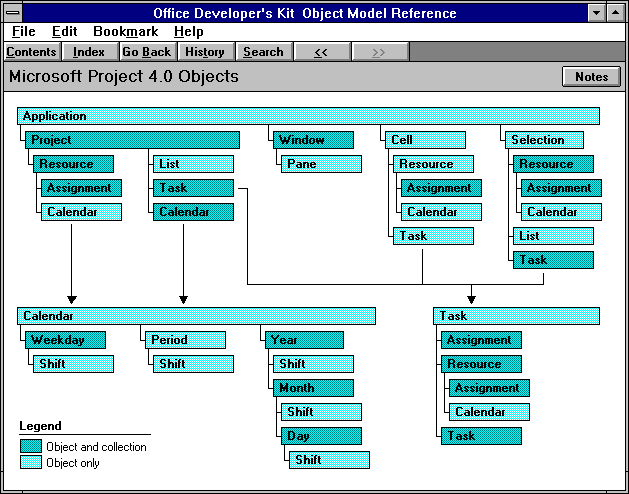 Office Developer's Kit  Object Model Reference
File Edit Bookmark Help
Contents Index Go Back History Search << >>
Microsoft Project 4.0 Objects Notes
Application
Project Window Cell Selection
Resource List Pane Resource Resource
Assignment Task Assignment Assignment
Calendar Calendar Calendar Calendar
Task List
Task
Calendar Task
Weekday Period Year Assignment
Shift Shift Shift Resource
Month Assignment
Shift Calendar
Day Task
Shift
Legend
Object and collection
Object only